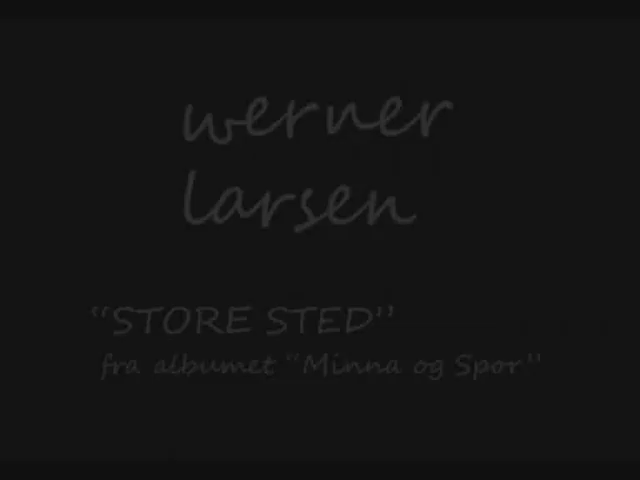 werner
larsen
“STORE STED”
fra albumet “Minna og Spor”